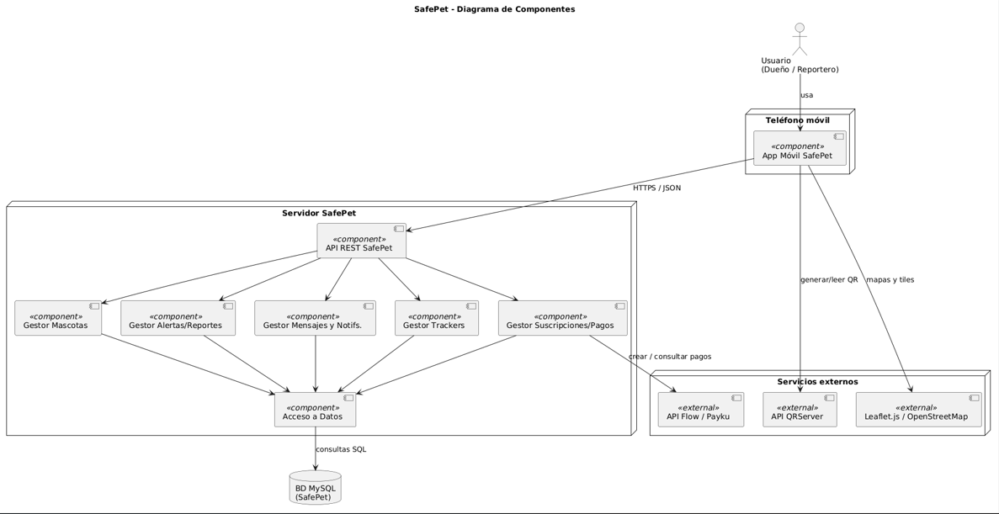 SafePet - Diagrama de Componentes
Usuario
(Dueño / Reportero)
usa
Teléfono móvil
«component»
App Móvil SafePet
HTTPS / JSON
Servidor SafePet
«component»
API REST SafePet
generar/leer QR
mapas y tiles
«component»
Gestor Mascotas
«component»
Gestor Alertas/Reportes
«component»
Gestor Mensajes y Notifs.
«component»
Gestor Trackers
«component»
Gestor Suscripciones/Pagos
crear / consultar pagos
Servicios externos
«component»
Acceso a Datos
«external»
API Flow / Payku
«external»
API QRServer
«external»
Leaflet.js / OpenStreetMap
consultas SQL
BD MySQL
(SafePet)